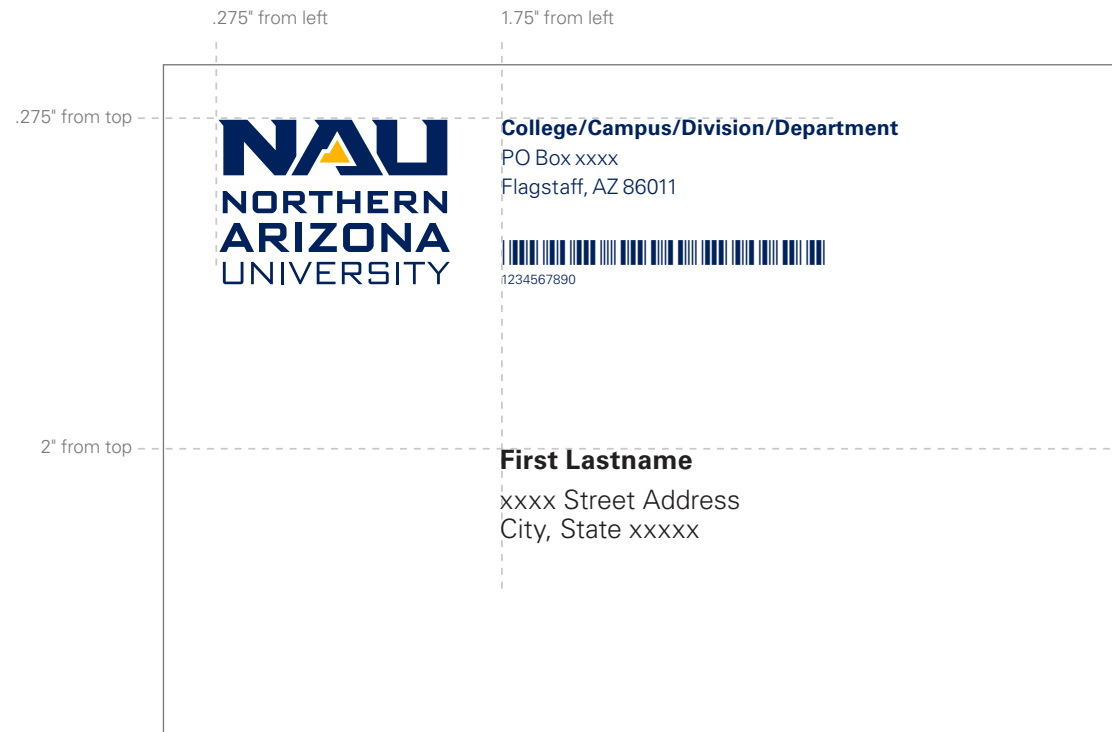 .275" from left
1.75" from left
.275" from top
NAU
NORTHERN
ARIZONA
UNIVERSITY
College/Campus/Division/Department
PO Box xxxx
Flagstaff, AZ 86011
1234567890
2" from top
First Lastname
xxxx Street Address
City, State xxxxx